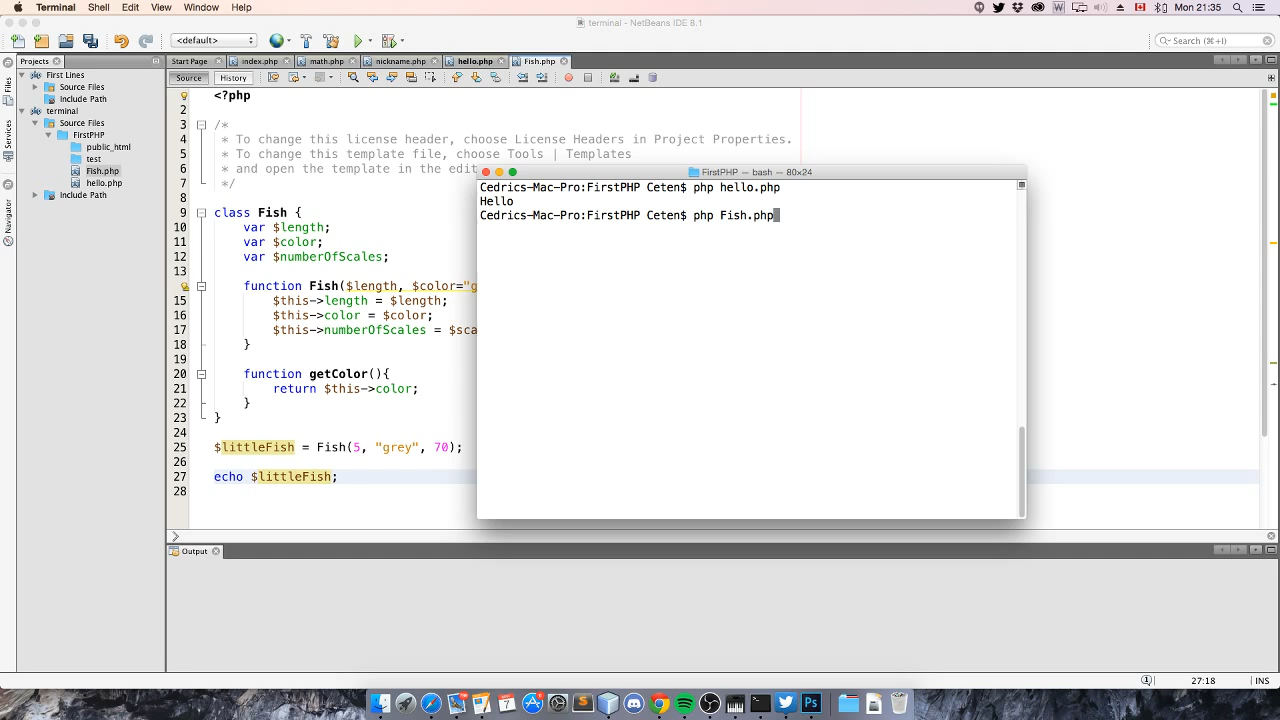 Terminal Shell Edit View Window Help Mon 21:35
terminal - NetBeans IDE 8.1
<default> Search (⌘+I)
Projects Start Page index.php math.php nickname.php hello.php Fish.php
Source History
Files
Services
Navigator
First Lines
Source Files
Include Path
terminal
Source Files
FirstPHP
public_html
test
Fish.php
hello.php
Include Path
<?php
2
3 /*
4 * To change this license header, choose License Headers in Project Properties.
5 * To change this template file, choose Tools | Templates
6 * and open the template in the edit
7 */
8
9 class Fish {
10 var $length;
11 var $color;
12 var $numberOfScales;
13
function Fish($length, $color="g
15 $this->length = $length;
16 $this->color = $color;
17 $this->numberOfScales = $sca
18 }
19
20 function getColor(){
21 return $this->color;
22 }
23 }
24
25 $littleFish = Fish(5, "grey", 70);
26
27 echo $littleFish;
28
FirstPHP — bash — 80×24
Cedrics-Mac-Pro:FirstPHP Ceten$ php hello.php
Hello
Cedrics-Mac-Pro:FirstPHP Ceten$ php Fish.php
Output
27:18 INS